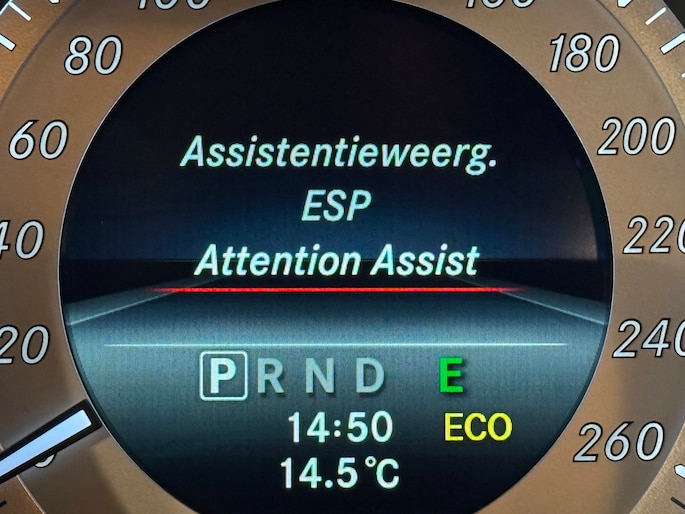 80
180
60
200
Assistentieweerg.
ESP
Attention Assist
40
220
20
240
P R N D E
14:50 ECO
260
14.5°C